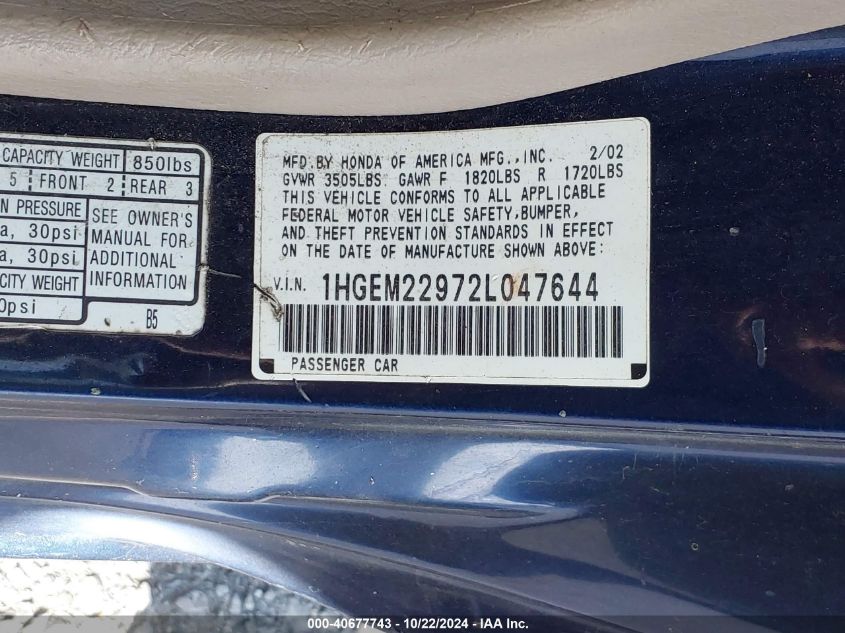 CAPACITY WEIGHT 850lbs
5 FRONT 2 REAR 3
PRESSURE
30psi
30psi
WEIGHT
SEE OWNER'S
MANUAL FOR
ADDITIONAL
INFORMATION
B5
MFD.BY HONDA OF AMERICA MFG.,INC. 2/02
GVWR 3505LBS. GAWR F 1820LBS R 1720LBS
THIS VEHICLE CONFORMS TO ALL APPLICABLE
FEDERAL MOTOR VEHICLE SAFETY,BUMPER,
AND THEFT PREVENTION STANDARDS IN EFFECT
ON THE DATE OF MANUFACTURE SHOWN ABOVE:
V.I.N. 1HGEM22972L047644
PASSENGER CAR
000-40677743 - 10/22/2024 - IAA Inc.